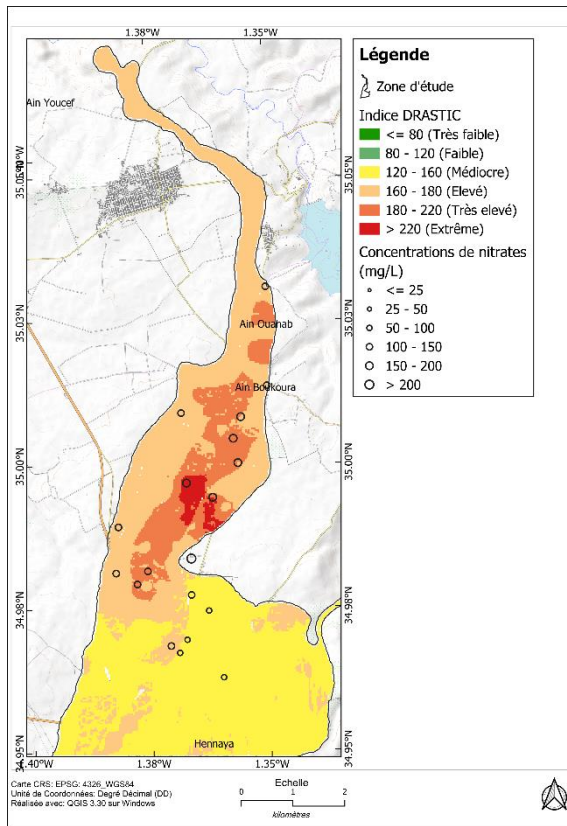 1.38°W 1.35°W
Légende
Zone d'étude
Indice DRASTIC
<= 80 (Très faible)
80 - 120 (Faible)
120 - 160 (Médiocre)
160 - 180 (Elevé)
180 - 220 (Très elevé)
> 220 (Extrême)
Concentrations de nitrates
(mg/L)
<= 25
25 - 50
50 - 100
100 - 150
150 - 200
> 200
Ain Youcef
35.05°N
35.03°N 35.03°N
Ain Ouahab
Ain Boukoura
35.00°N 35.00°N
34.98°N 34.98°N
34.95°N 34.95°N
Hennaya
1.40°W 1.38°W 1.35°W
Carte CRS: EPSG: 4326_WGS84
Unité de Coordonnées: Degré Décimal (DD)
Réalisée avec: QGIS 3.30 sur Windows
Echelle
0 1 2
kilomètres